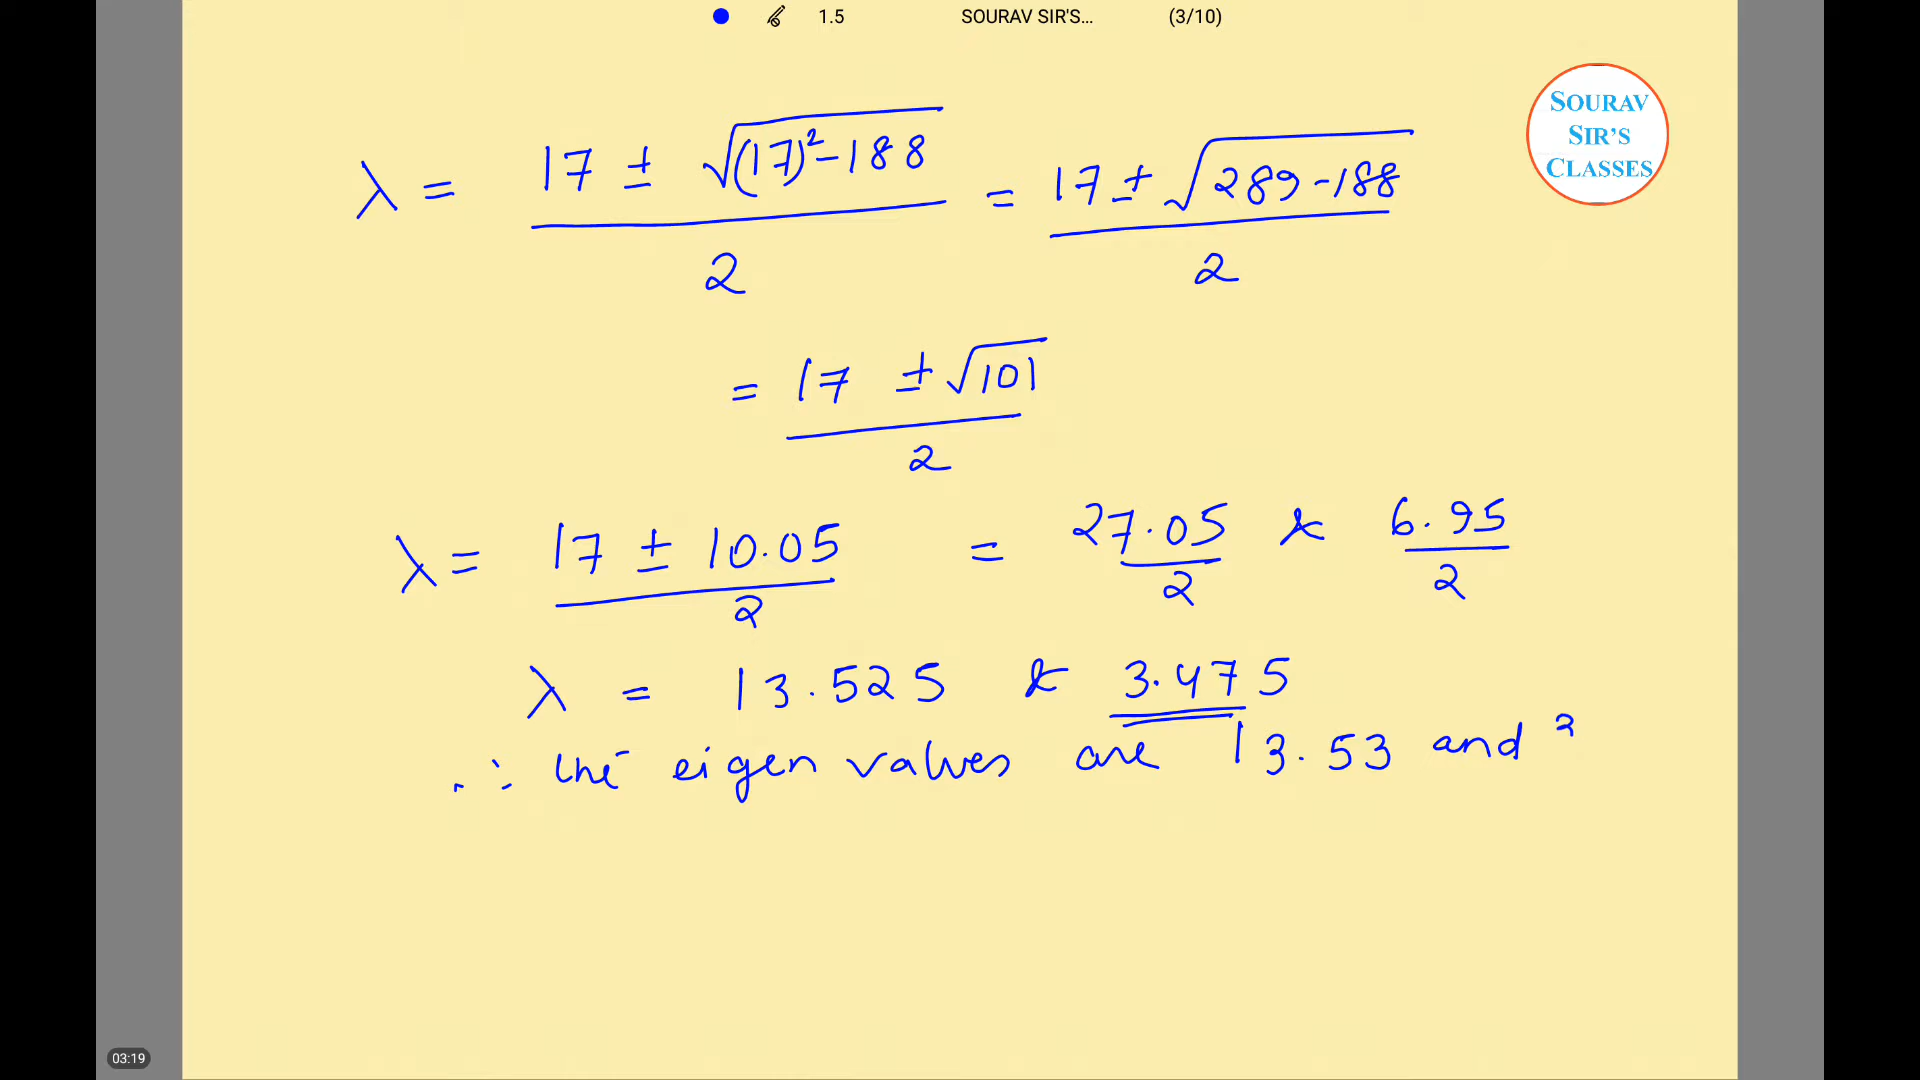 1.5 SOURAV SIR'S... (3/10)
SOURAV
SIR'S
CLASSES
λ = (17 ± √((17)² - 188)) / 2 = (17 ± √(289 - 188)) / 2
= (17 ± √101) / 2
λ = (17 ± 10.05) / 2 = 27.05 / 2 & 6.95 / 2
λ = 13.525 & 3.475
∴ the eigen values are 13.53 and
03:19